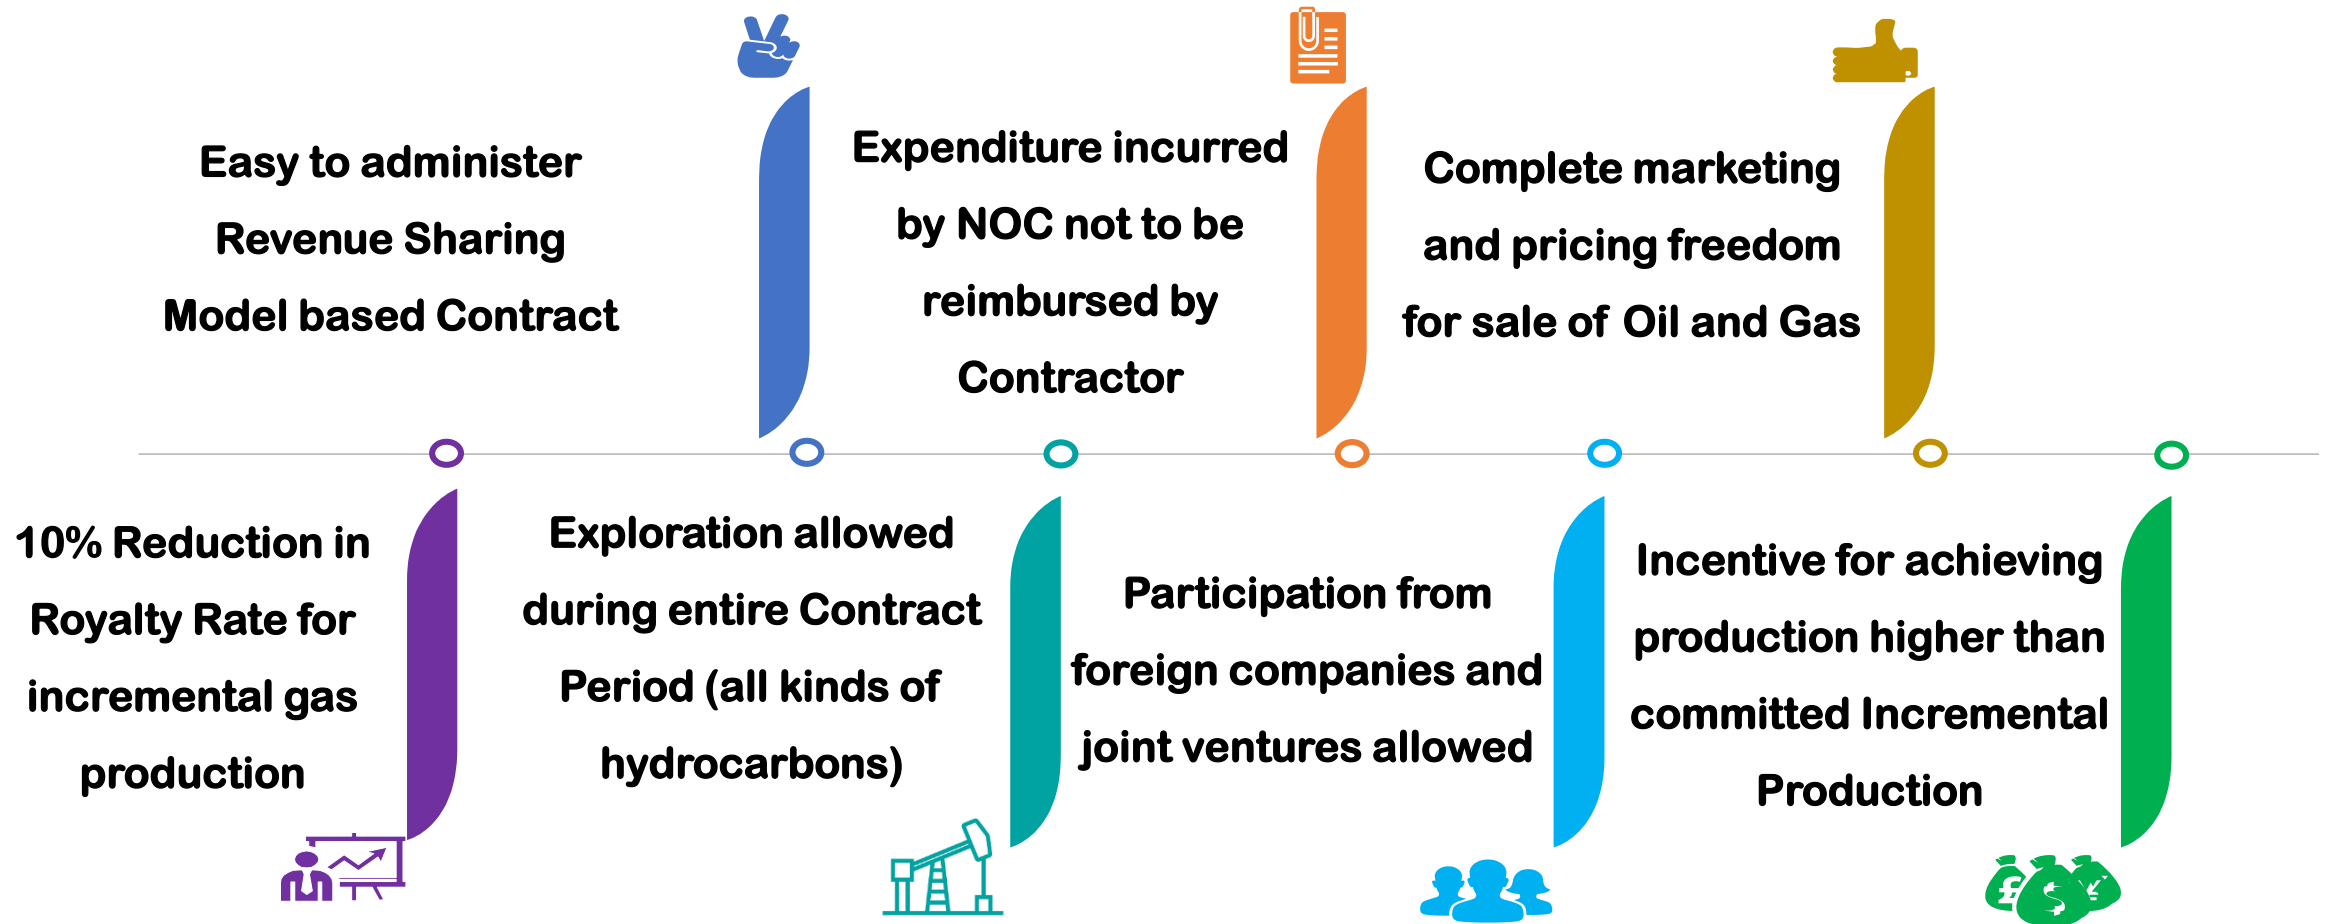 Easy to administer
Revenue Sharing
Model based Contract
Expenditure incurred
by NOC not to be
reimbursed by
Contractor
Complete marketing
and pricing freedom
for sale of Oil and Gas
10% Reduction in
Royalty Rate for
incremental gas
production
Exploration allowed
during entire Contract
Period (all kinds of
hydrocarbons)
Participation from
foreign companies and
joint ventures allowed
Incentive for achieving
production higher than
committed Incremental
Production
£ $ ¥